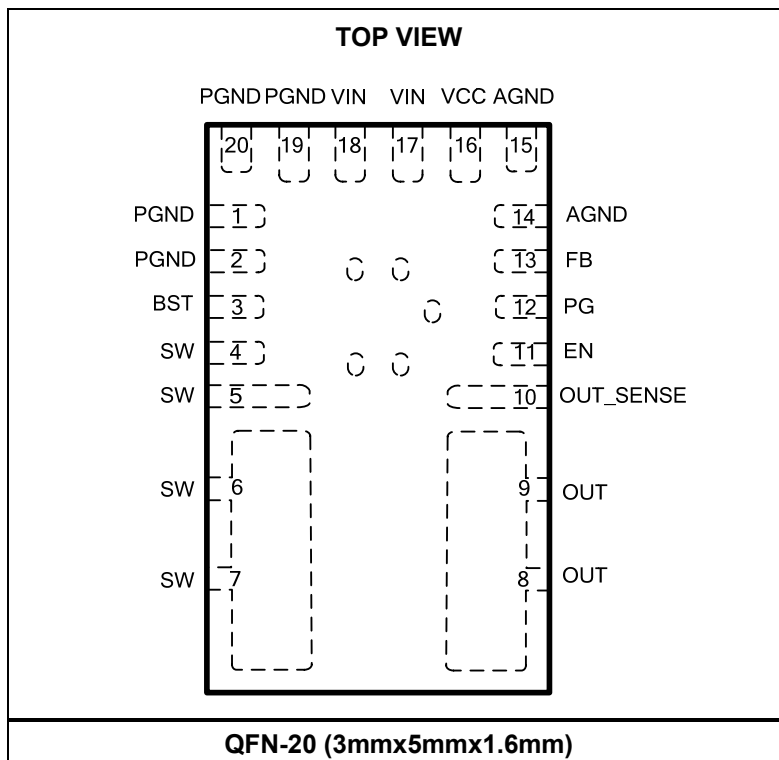 TOP VIEW
PGND PGND VIN VIN VCC AGND
20 19 18 17 16 15
PGND 1 14 AGND
PGND 2 13 FB
BST 3 12 PG
SW 4 11 EN
SW 5 10 OUT_SENSE
SW 6 9 OUT
SW 7 8 OUT
QFN-20 (3mmx5mmx1.6mm)